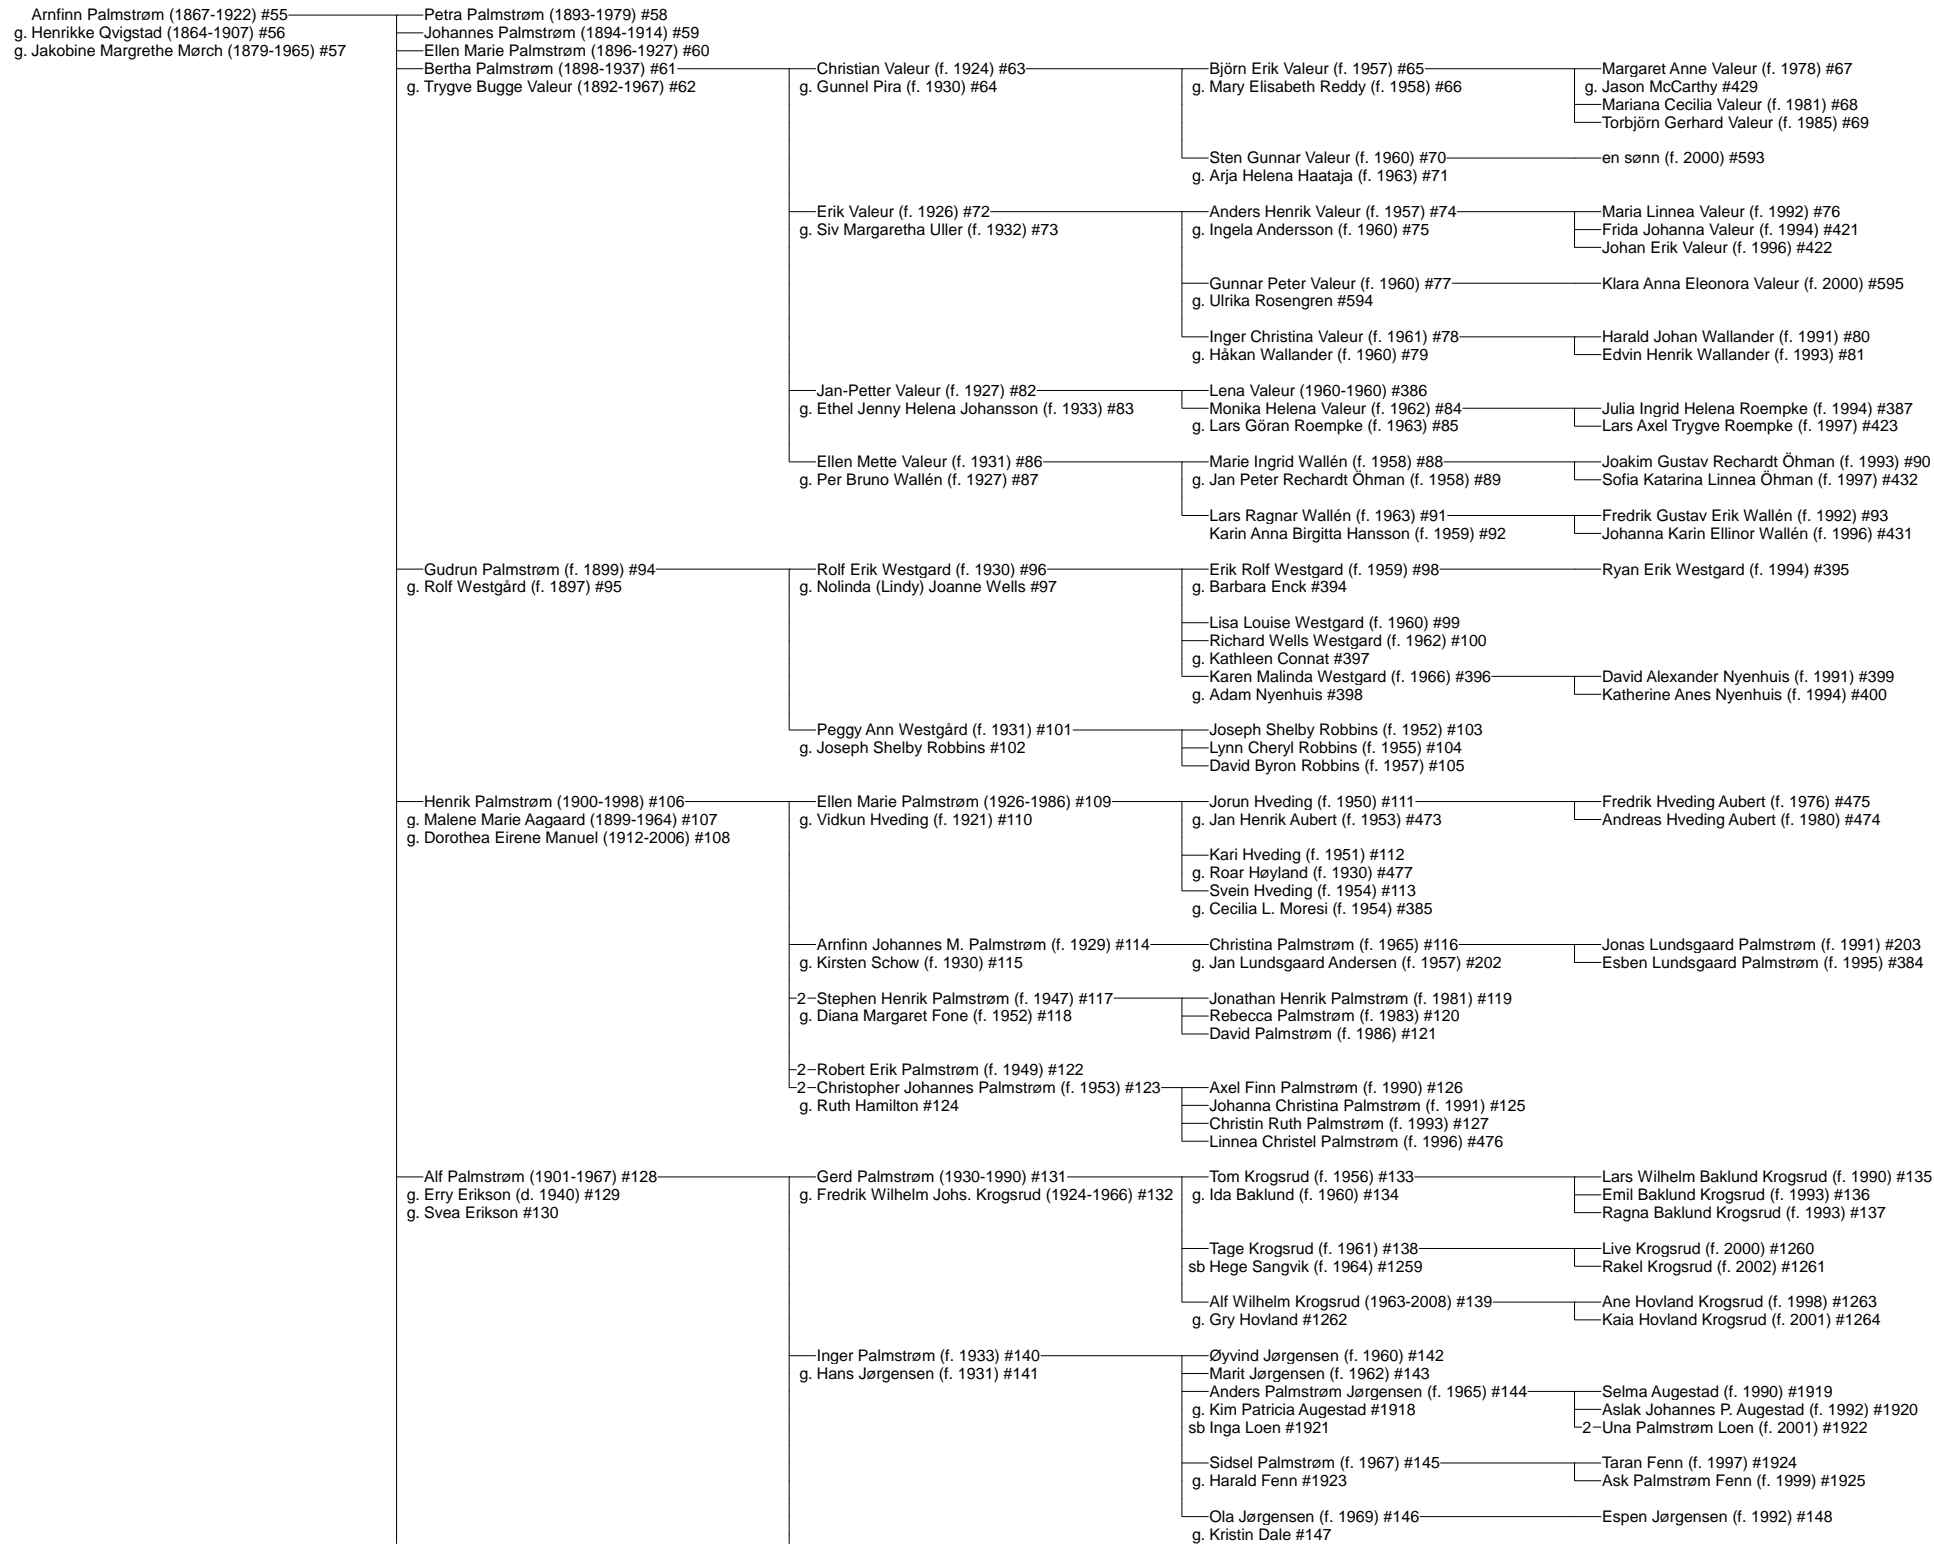 Arnfinn Palmstrøm (1867-1922) #55
g. Henrikke Qvigstad (1864-1907) #56
g. Jakobine Margrethe Mørch (1879-1965) #57
Petra Palmstrøm (1893-1979) #58
Johannes Palmstrøm (1894-1914) #59
Ellen Marie Palmstrøm (1896-1927) #60
Bertha Palmstrøm (1898-1937) #61
g. Trygve Bugge Valeur (1892-1967) #62
Christian Valeur (f. 1924) #63
g. Gunnel Pira (f. 1930) #64
Björn Erik Valeur (f. 1957) #65
g. Mary Elisabeth Reddy (f. 1958) #66
Margaret Anne Valeur (f. 1978) #67
g. Jason McCarthy #429
Mariana Cecilia Valeur (f. 1981) #68
Torbjörn Gerhard Valeur (f. 1985) #69
Sten Gunnar Valeur (f. 1960) #70
g. Arja Helena Haataja (f. 1963) #71
en sønn (f. 2000) #593
Erik Valeur (f. 1926) #72
g. Siv Margaretha Uller (f. 1932) #73
Anders Henrik Valeur (f. 1957) #74
g. Ingela Andersson (f. 1960) #75
Maria Linnea Valeur (f. 1992) #76
Frida Johanna Valeur (f. 1994) #421
Johan Erik Valeur (f. 1996) #422
Gunnar Peter Valeur (f. 1960) #77
g. Ulrika Rosengren #594
Klara Anna Eleonora Valeur (f. 2000) #595
Inger Christina Valeur (f. 1961) #78
g. Håkan Wallander (f. 1960) #79
Harald Johan Wallander (f. 1991) #80
Edvin Henrik Wallander (f. 1993) #81
Jan-Petter Valeur (f. 1927) #82
g. Ethel Jenny Helena Johansson (f. 1933) #83
Lena Valeur (1960-1960) #386
Monika Helena Valeur (f. 1962) #84
g. Lars Göran Roempke (f. 1963) #85
Julia Ingrid Helena Roempke (f. 1994) #387
Lars Axel Trygve Roempke (f. 1997) #423
Ellen Mette Valeur (f. 1931) #86
g. Per Bruno Wallén (f. 1927) #87
Marie Ingrid Wallén (f. 1958) #88
g. Jan Peter Rechardt Öhman (f. 1958) #89
Joakim Gustav Rechardt Öhman (f. 1993) #90
Sofia Katarina Linnea Öhman (f. 1997) #432
Lars Ragnar Wallén (f. 1963) #91
Karin Anna Birgitta Hansson (f. 1959) #92
Fredrik Gustav Erik Wallén (f. 1992) #93
Johanna Karin Ellinor Wallén (f. 1996) #431
Gudrun Palmstrøm (f. 1899) #94
g. Rolf Westgård (f. 1897) #95
Rolf Erik Westgard (f. 1930) #96
g. Nolinda (Lindy) Joanne Wells #97
Erik Rolf Westgard (f. 1959) #98
g. Barbara Enck #394
Ryan Erik Westgard (f. 1994) #395
Lisa Louise Westgard (f. 1960) #99
Richard Wells Westgard (f. 1962) #100
g. Kathleen Connat #397
Karen Malinda Westgard (f. 1966) #396
g. Adam Nyenhuis #398
David Alexander Nyenhuis (f. 1991) #399
Katherine Anes Nyenhuis (f. 1994) #400
Peggy Ann Westgård (f. 1931) #101
g. Joseph Shelby Robbins #102
Joseph Shelby Robbins (f. 1952) #103
Lynn Cheryl Robbins (f. 1955) #104
David Byron Robbins (f. 1957) #105
Henrik Palmstrøm (1900-1998) #106
g. Malene Marie Aagaard (1899-1964) #107
g. Dorothea Eirene Manuel (1912-2006) #108
Ellen Marie Palmstrøm (1926-1986) #109
g. Vidkun Hveding (f. 1921) #110
Jorun Hveding (f. 1950) #111
g. Jan Henrik Aubert (f. 1953) #473
Fredrik Hveding Aubert (f. 1976) #475
Andreas Hveding Aubert (f. 1980) #474
Kari Hveding (f. 1951) #112
g. Roar Høyland (f. 1930) #477
Svein Hveding (f. 1954) #113
g. Cecilia L. Moresi (f. 1954) #385
Arnfinn Johannes M. Palmstrøm (f. 1929) #114
g. Kirsten Schow (f. 1930) #115
Christina Palmstrøm (f. 1965) #116
g. Jan Lundsgaard Andersen (f. 1957) #202
Jonas Lundsgaard Palmstrøm (f. 1991) #203
Esben Lundsgaard Palmstrøm (f. 1995) #384
2 Stephen Henrik Palmstrøm (f. 1947) #117
g. Diana Margaret Fone (f. 1952) #118
Jonathan Henrik Palmstrøm (f. 1981) #119
Rebecca Palmstrøm (f. 1983) #120
David Palmstrøm (f. 1986) #121
2 Robert Erik Palmstrøm (f. 1949) #122
2 Christopher Johannes Palmstrøm (f. 1953) #123
g. Ruth Hamilton #124
Axel Finn Palmstrøm (f. 1990) #126
Johanna Christina Palmstrøm (f. 1991) #125
Christin Ruth Palmstrøm (f. 1993) #127
Linnea Christel Palmstrøm (f. 1996) #476
Alf Palmstrøm (1901-1967) #128
g. Erry Erikson (d. 1940) #129
g. Svea Erikson #130
Gerd Palmstrøm (1930-1990) #131
g. Fredrik Wilhelm Johs. Krogsrud (1924-1966) #132
Tom Krogsrud (f. 1956) #133
g. Ida Baklund (f. 1960) #134
Lars Wilhelm Baklund Krogsrud (f. 1990) #135
Emil Baklund Krogsrud (f. 1993) #136
Ragna Baklund Krogsrud (f. 1993) #137
Tage Krogsrud (f. 1961) #138
sb Hege Sangvik (f. 1964) #1259
Live Krogsrud (f. 2000) #1260
Rakel Krogsrud (f. 2002) #1261
Alf Wilhelm Krogsrud (1963-2008) #139
g. Gry Hovland #1262
Ane Hovland Krogsrud (f. 1998) #1263
Kaia Hovland Krogsrud (f. 2001) #1264
Inger Palmstrøm (f. 1933) #140
g. Hans Jørgensen (f. 1931) #141
Øyvind Jørgensen (f. 1960) #142
Marit Jørgensen (f. 1962) #143
Anders Palmstrøm Jørgensen (f. 1965) #144
g. Kim Patricia Augestad #1918
sb Inga Loen #1921
Selma Augestad (f. 1990) #1919
Aslak Johannes P. Augestad (f. 1992) #1920
2 Una Palmstrøm Loen (f. 2001) #1922
Sidsel Palmstrøm (f. 1967) #145
g. Harald Fenn #1923
Taran Fenn (f. 1997) #1924
Ask Palmstrøm Fenn (f. 1999) #1925
Ola Jørgensen (f. 1969) #146
g. Kristin Dale #147
Espen Jørgensen (f. 1992) #148